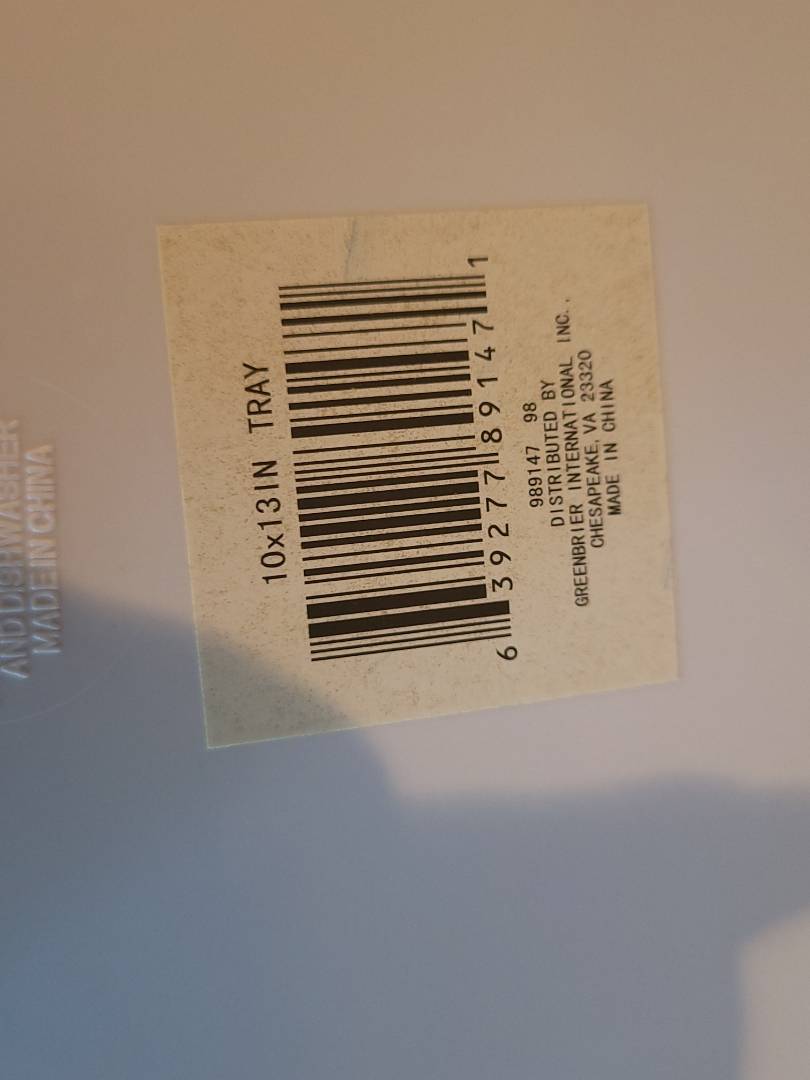 AND DISHWASHER
MADE IN CHINA
10x13IN TRAY
6 39277 89147 1
989147 98
DISTRIBUTED BY
GREENBRIER INTERNATIONAL INC..
CHESAPEAKE, VA 23320
MADE IN CHINA